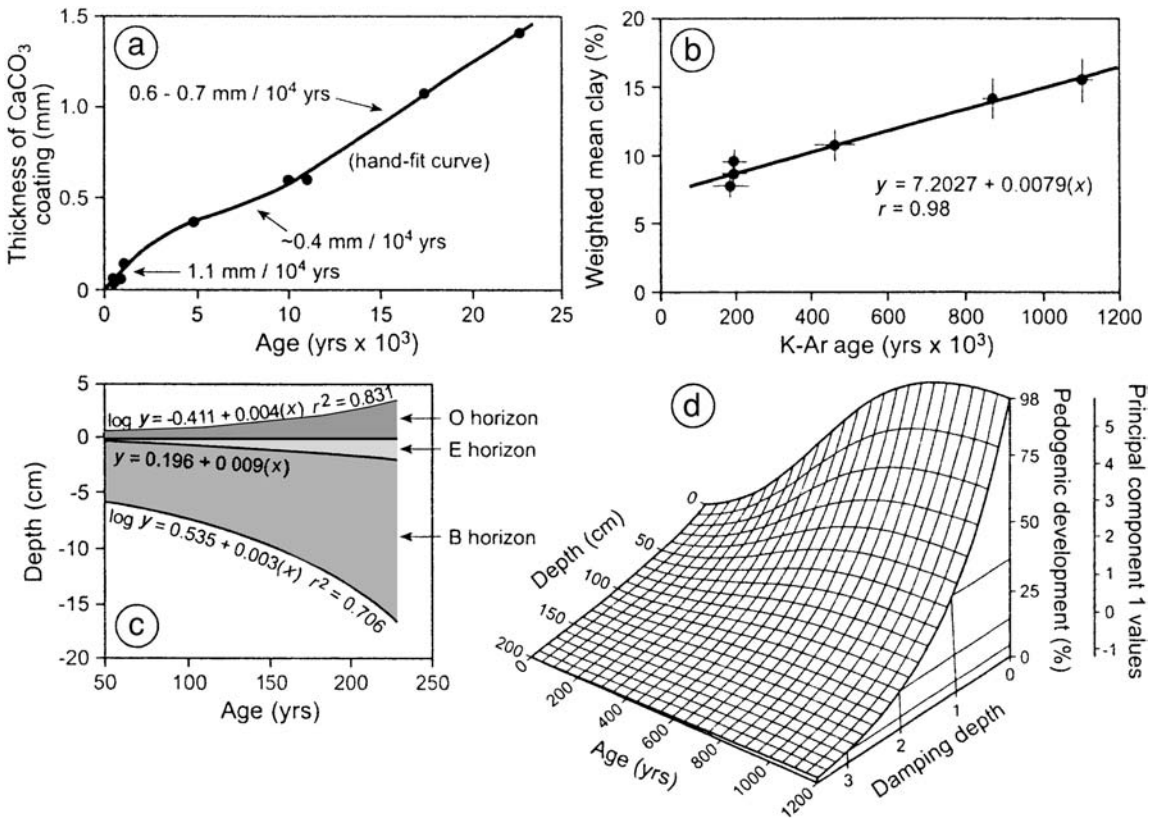 a
1.5
1.0
0.5
0
Thickness of CaCO3
coating (mm)
0.6 - 0.7 mm / 10^4 yrs
(hand-fit curve)
~0.4 mm / 10^4 yrs
1.1 mm / 10^4 yrs
0 5 10 15 20 25
Age (yrs x 10^3)
b
20
15
10
5
0
Weighted mean clay (%)
y = 7.2027 + 0.0079(x)
r = 0.98
0 200 400 600 800 1000 1200
K-Ar age (yrs x 10^3)
c
5
0
-5
-10
-15
-20
Depth (cm)
log y = -0.411 + 0.004(x) r^2 = 0.831
O horizon
E horizon
y = 0.196 + 0 009(x)
B horizon
log y = 0.535 + 0.003(x) r^2 = 0.706
50 100 150 200 250
Age (yrs)
d
0
50
100
150
200
Depth (cm)
0
200
400
600
800
1000
1200
Age (yrs)
3
2
1
0
Damping depth
98
75
50
25
0
Pedogenic development (%)
5
4
3
2
1
0
-1
Principal component 1 values